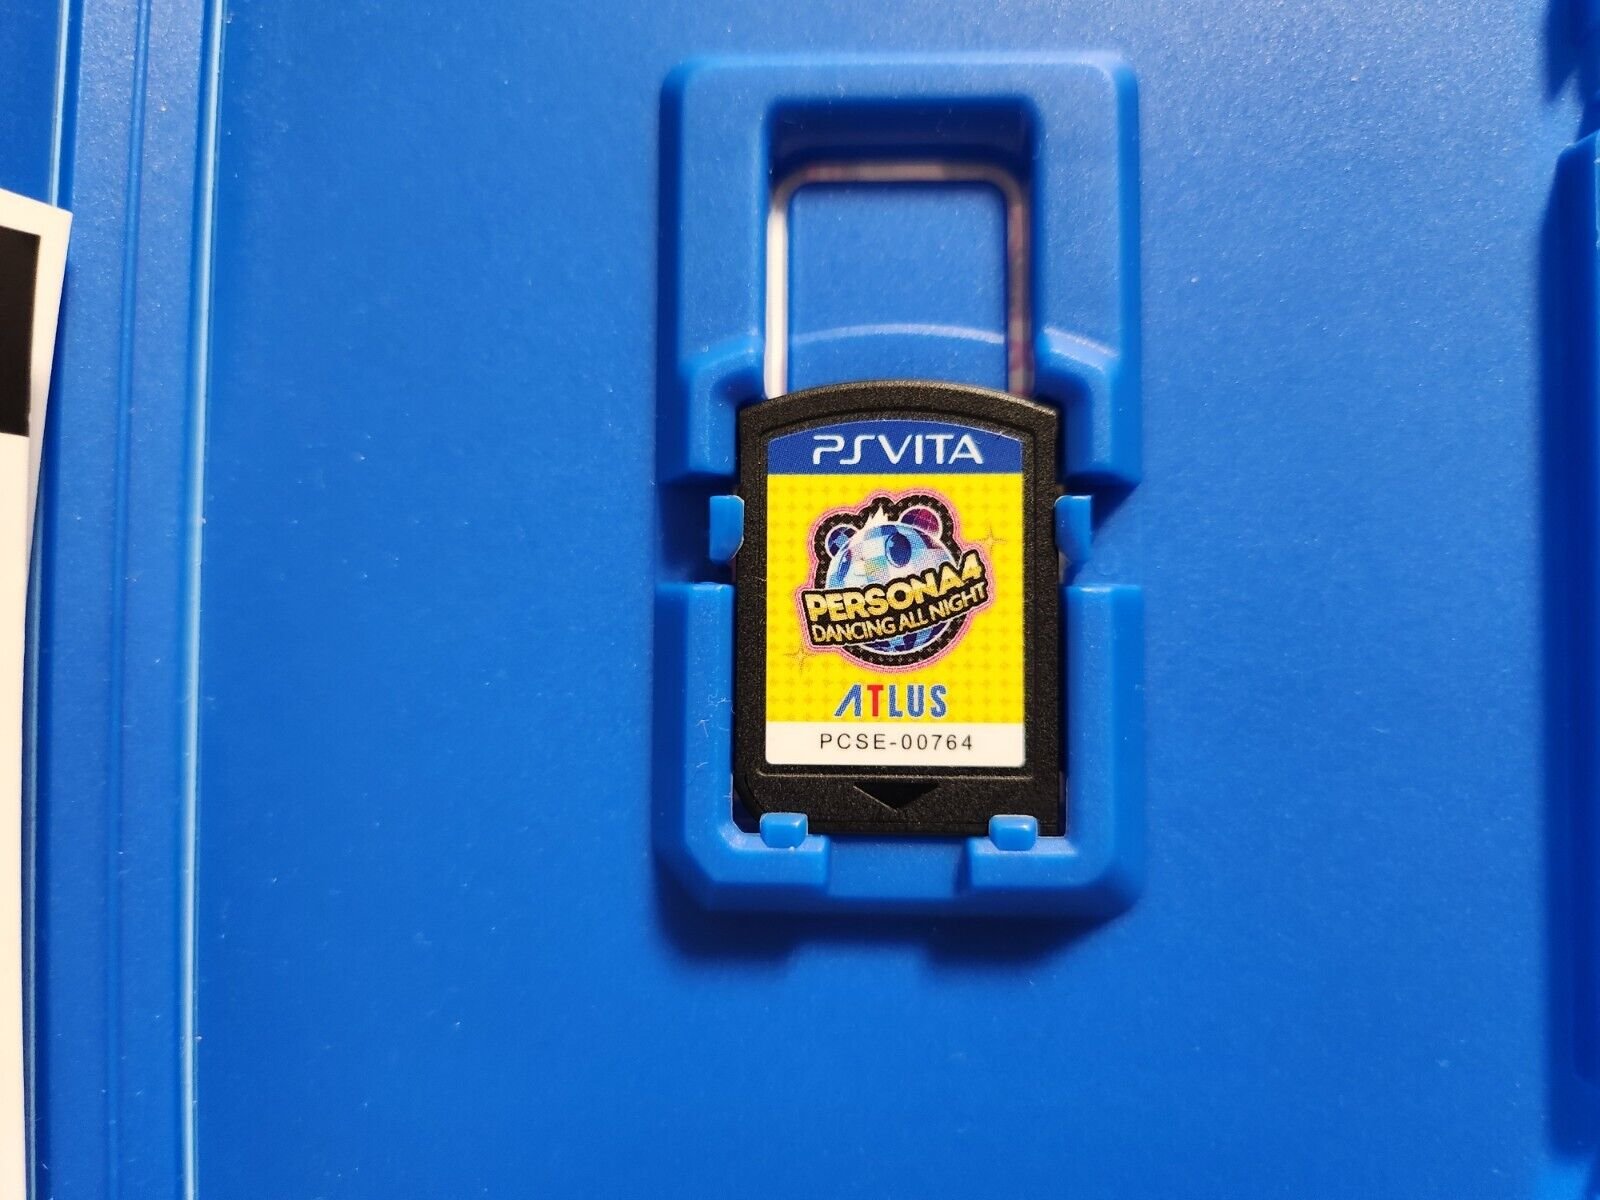 PSVITA
PERSONA4
DANCING ALL NIGHT
ATLUS
PCSE-00764